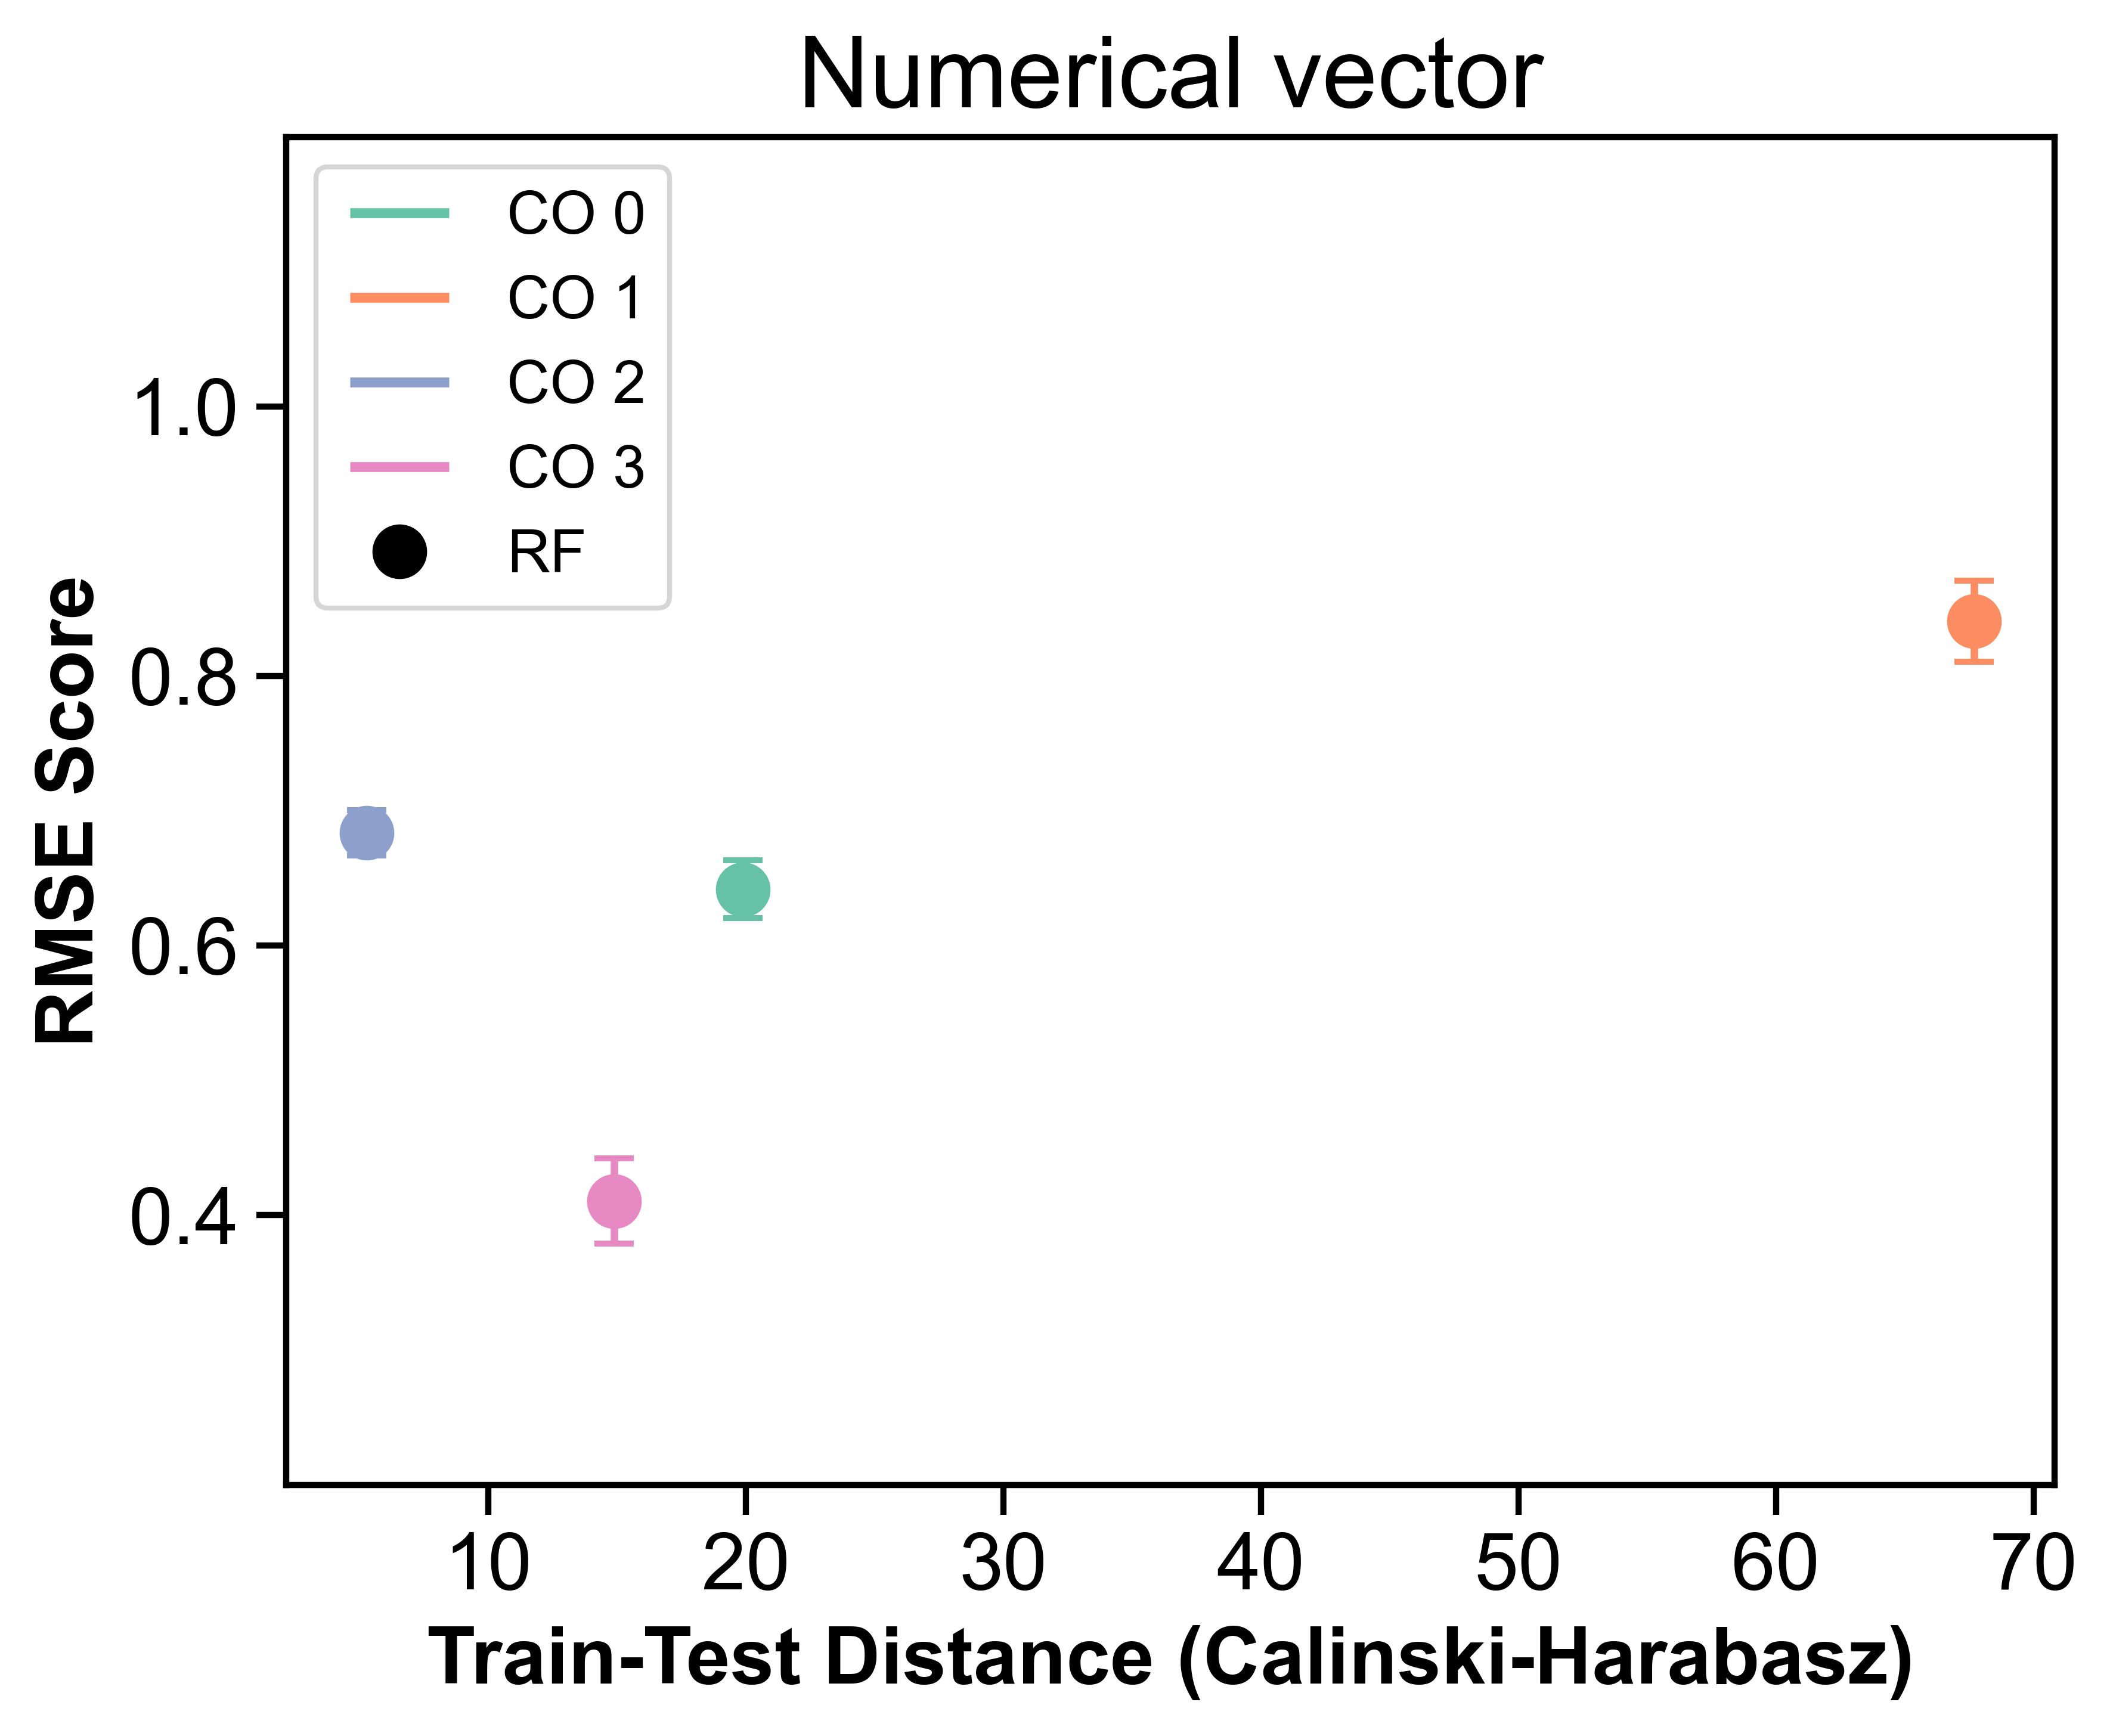 Numerical vector
CO 0
CO 1
CO 2
CO 3
RF
RMSE Score
1.0
0.8
0.6
0.4
10 20 30 40 50 60 70
Train-Test Distance (Calinski-Harabasz)